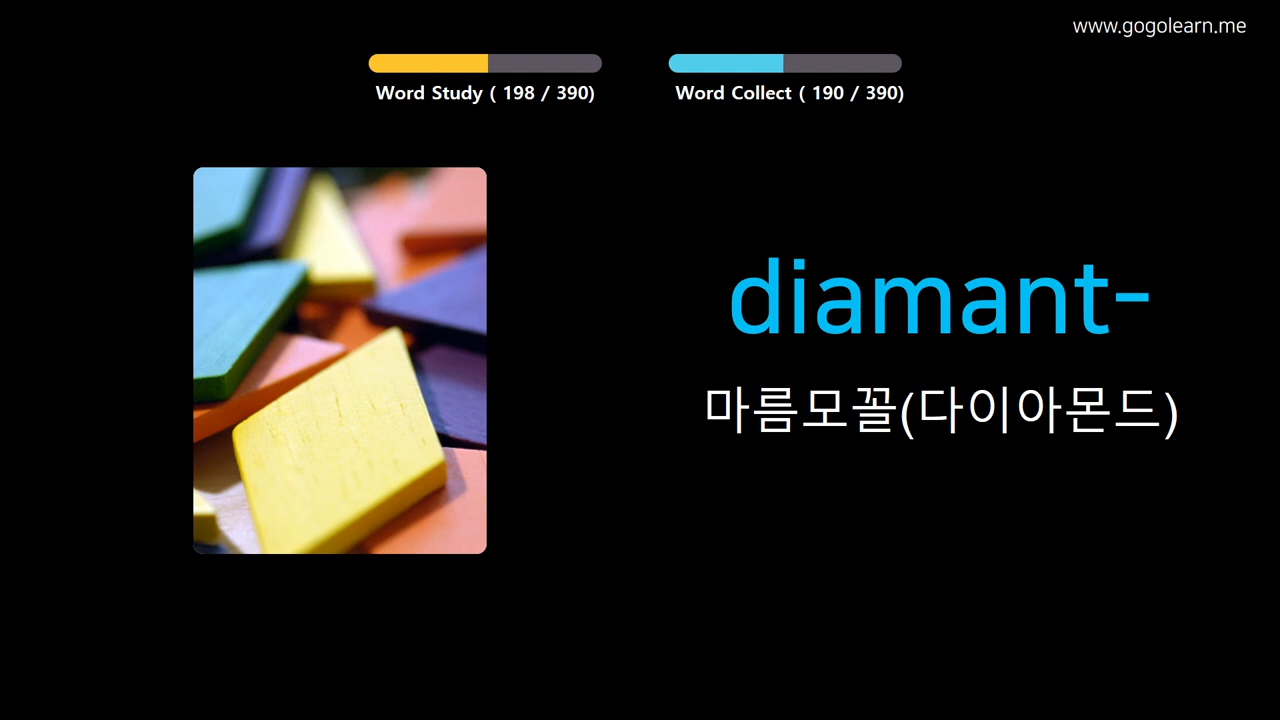 www.gogolearn.me
Word Study ( 198 / 390)
Word Collect ( 190 / 390)
diamant-
마름모꼴(다이아몬드)